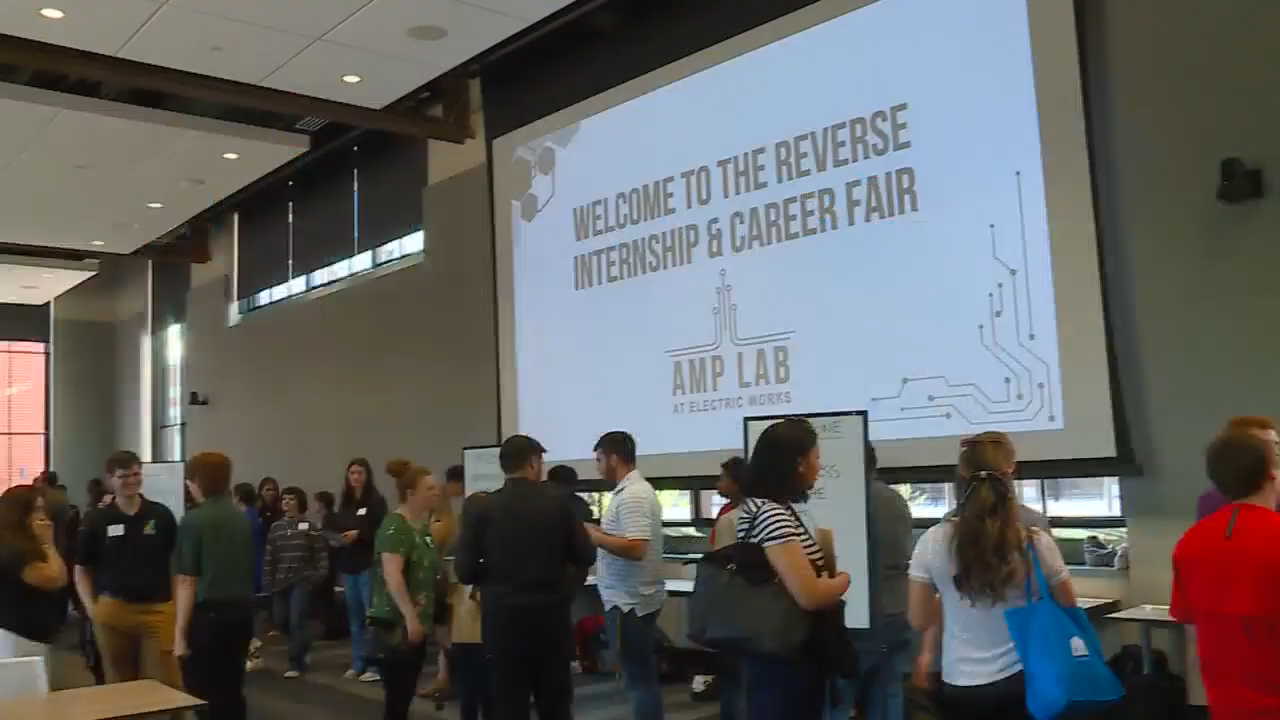 WELCOME TO THE REVERSE
INTERNSHIP & CAREER FAIR
AMP LAB
AT ELECTRIC WORKS